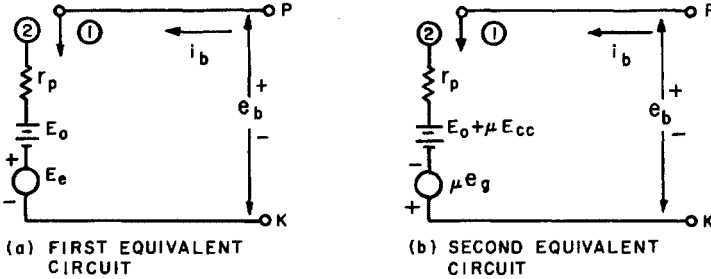 P
②
①
i_b
r_p
+
e_b
-
E_o
+
E_e
-
K
(a) FIRST EQUIVALENT
CIRCUIT
P
②
①
i_b
r_p
+
e_b
-
E_o+μE_cc
-
μe_g
+
K
(b) SECOND EQUIVALENT
CIRCUIT